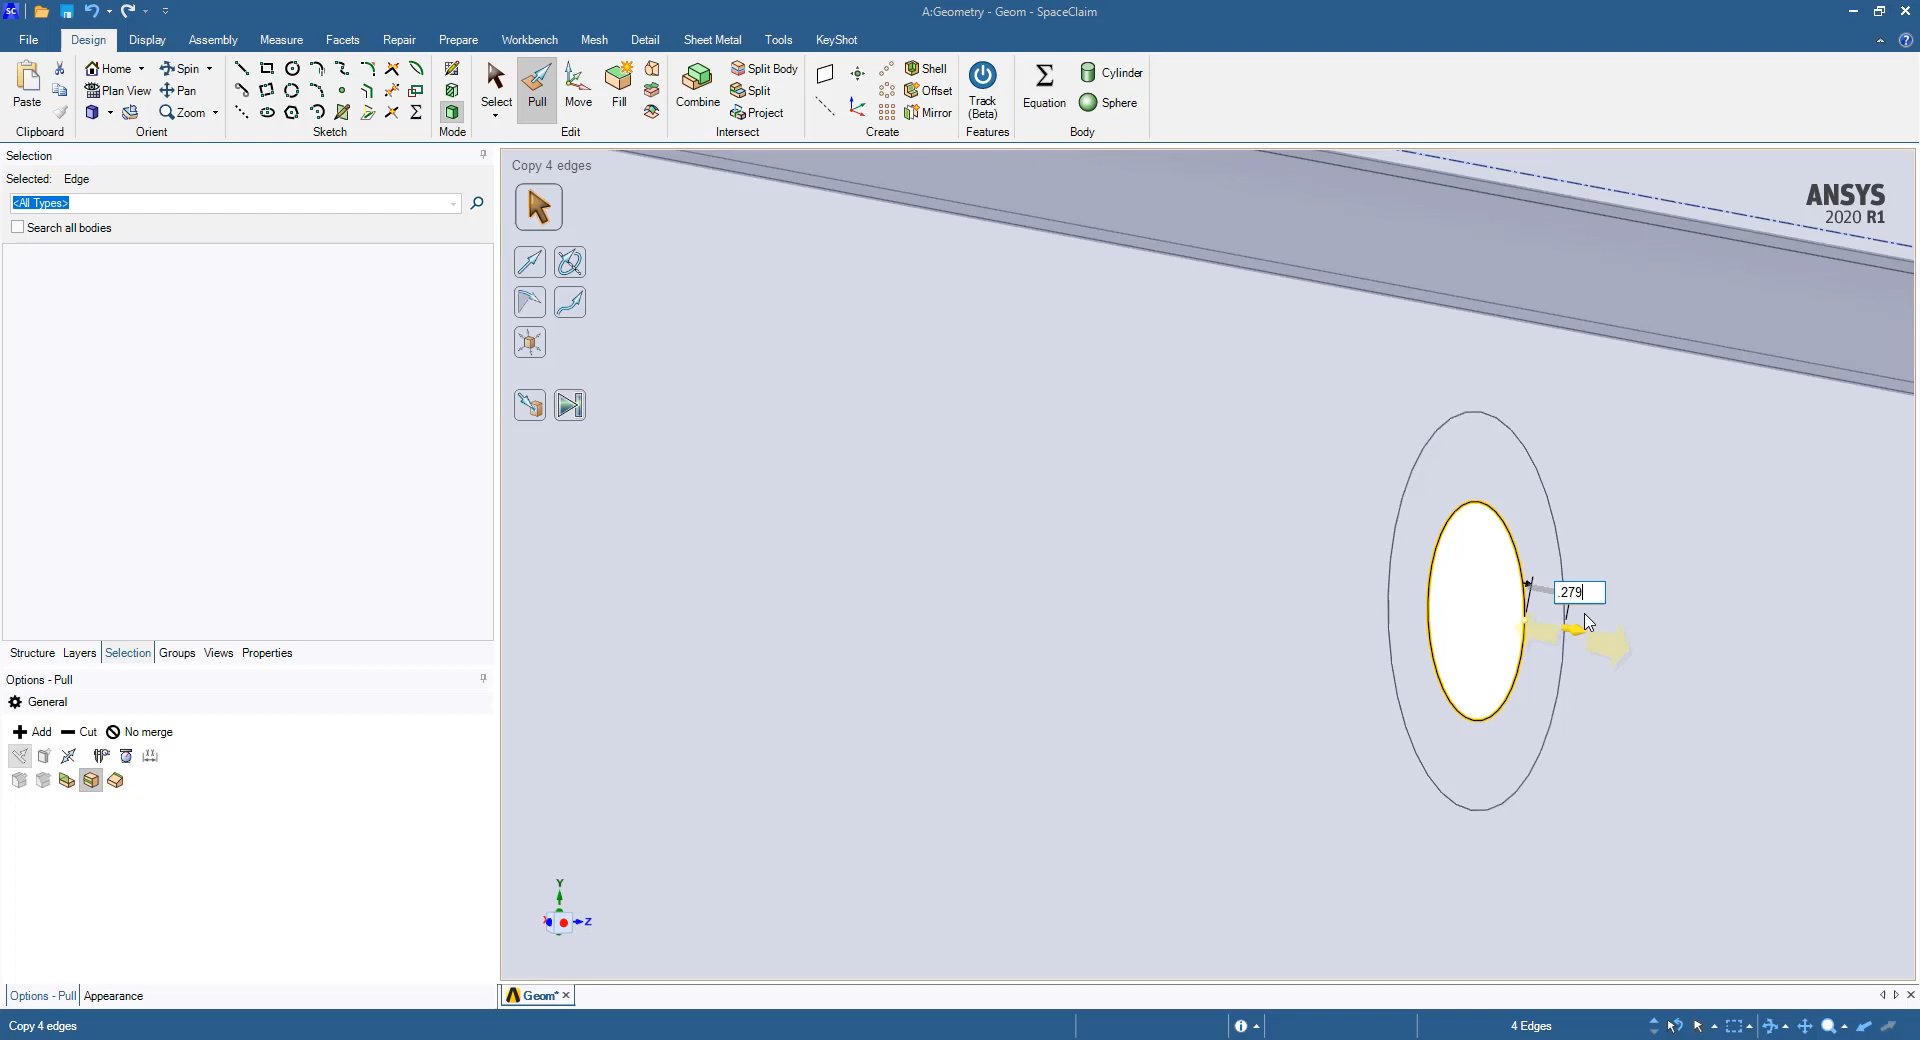 SC
A:Geometry - Geom - SpaceClaim
File Design Display Assembly Measure Facets Repair Prepare Workbench Mesh Detail Sheet Metal Tools KeyShot
Paste
Clipboard
Home Spin
Plan View Pan
Zoom
Orient
Sketch
Mode
Select Pull Move Fill
Edit
Combine
Split Body
Split
Project
Intersect
Shell
Offset
Mirror
Create
Track
(Beta)
Features
Equation
Cylinder
Sphere
Body
Selection
Selected: Edge
<All Types>
Search all bodies
Structure Layers Selection Groups Views Properties
Options - Pull
General
Add Cut No merge
Options - Pull Appearance
Copy 4 edges
ANSYS
2020 R1
.279
Y
X
Z
Geom*
Copy 4 edges
4 Edges